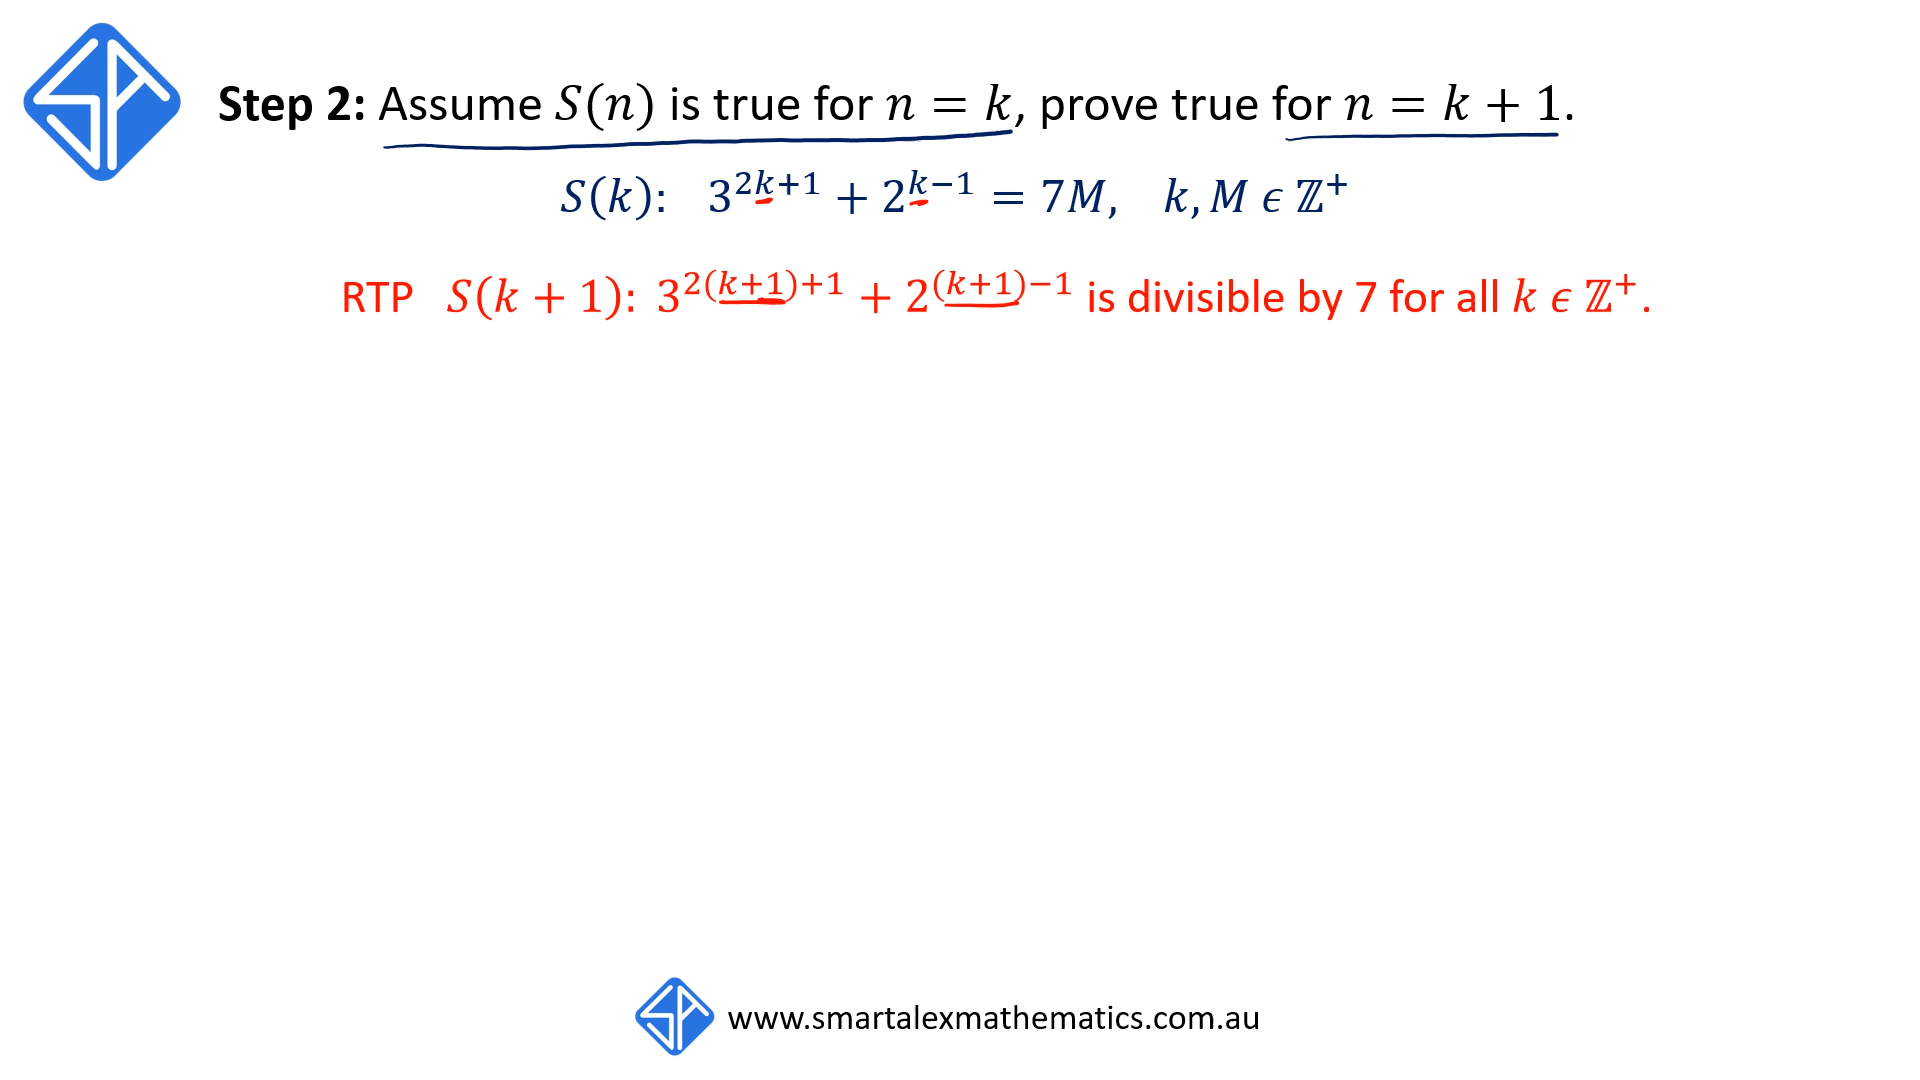 Step 2: Assume S(n) is true for n = k, prove true for n = k + 1.
S(k): 3^{2k+1} + 2^{k−1} = 7M, k, M ϵ ℤ⁺
RTP S(k + 1): 3^{2(k+1)+1} + 2^{(k+1)−1} is divisible by 7 for all k ϵ ℤ⁺.
www.smartalexmathematics.com.au